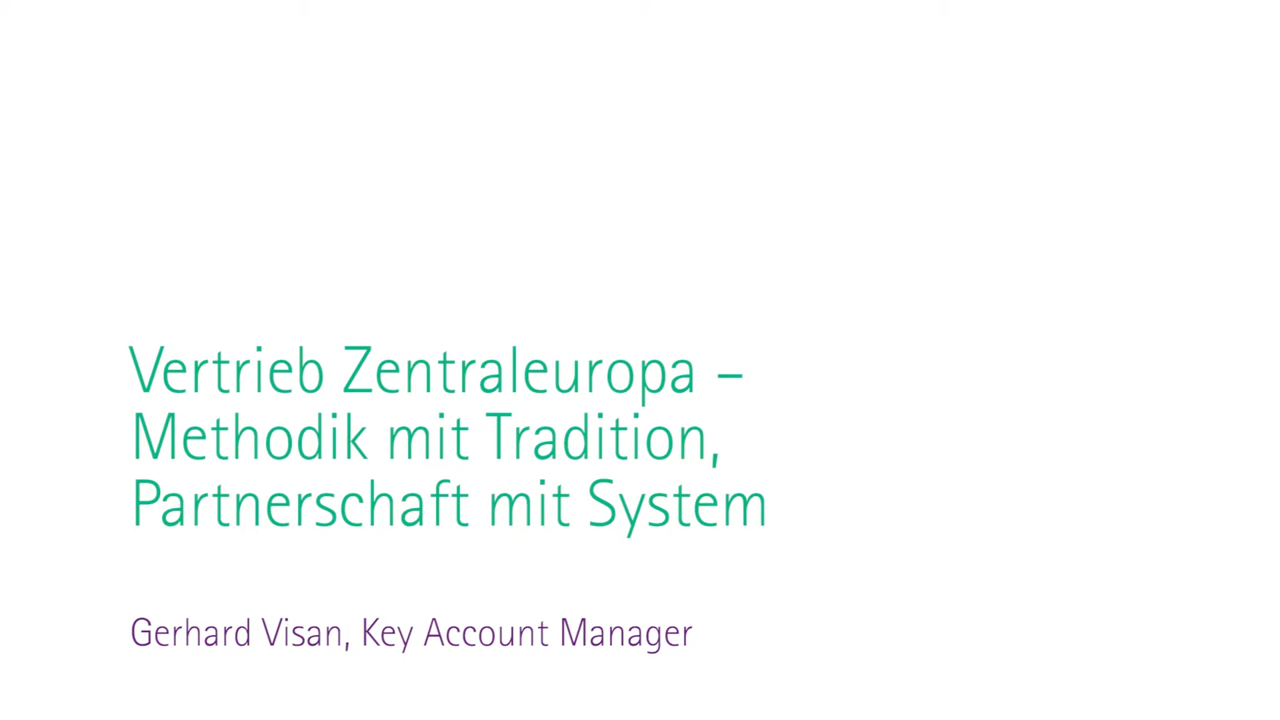 Vertrieb Zentraleuropa –
Methodik mit Tradition,
Partnerschaft mit System
Gerhard Visan, Key Account Manager